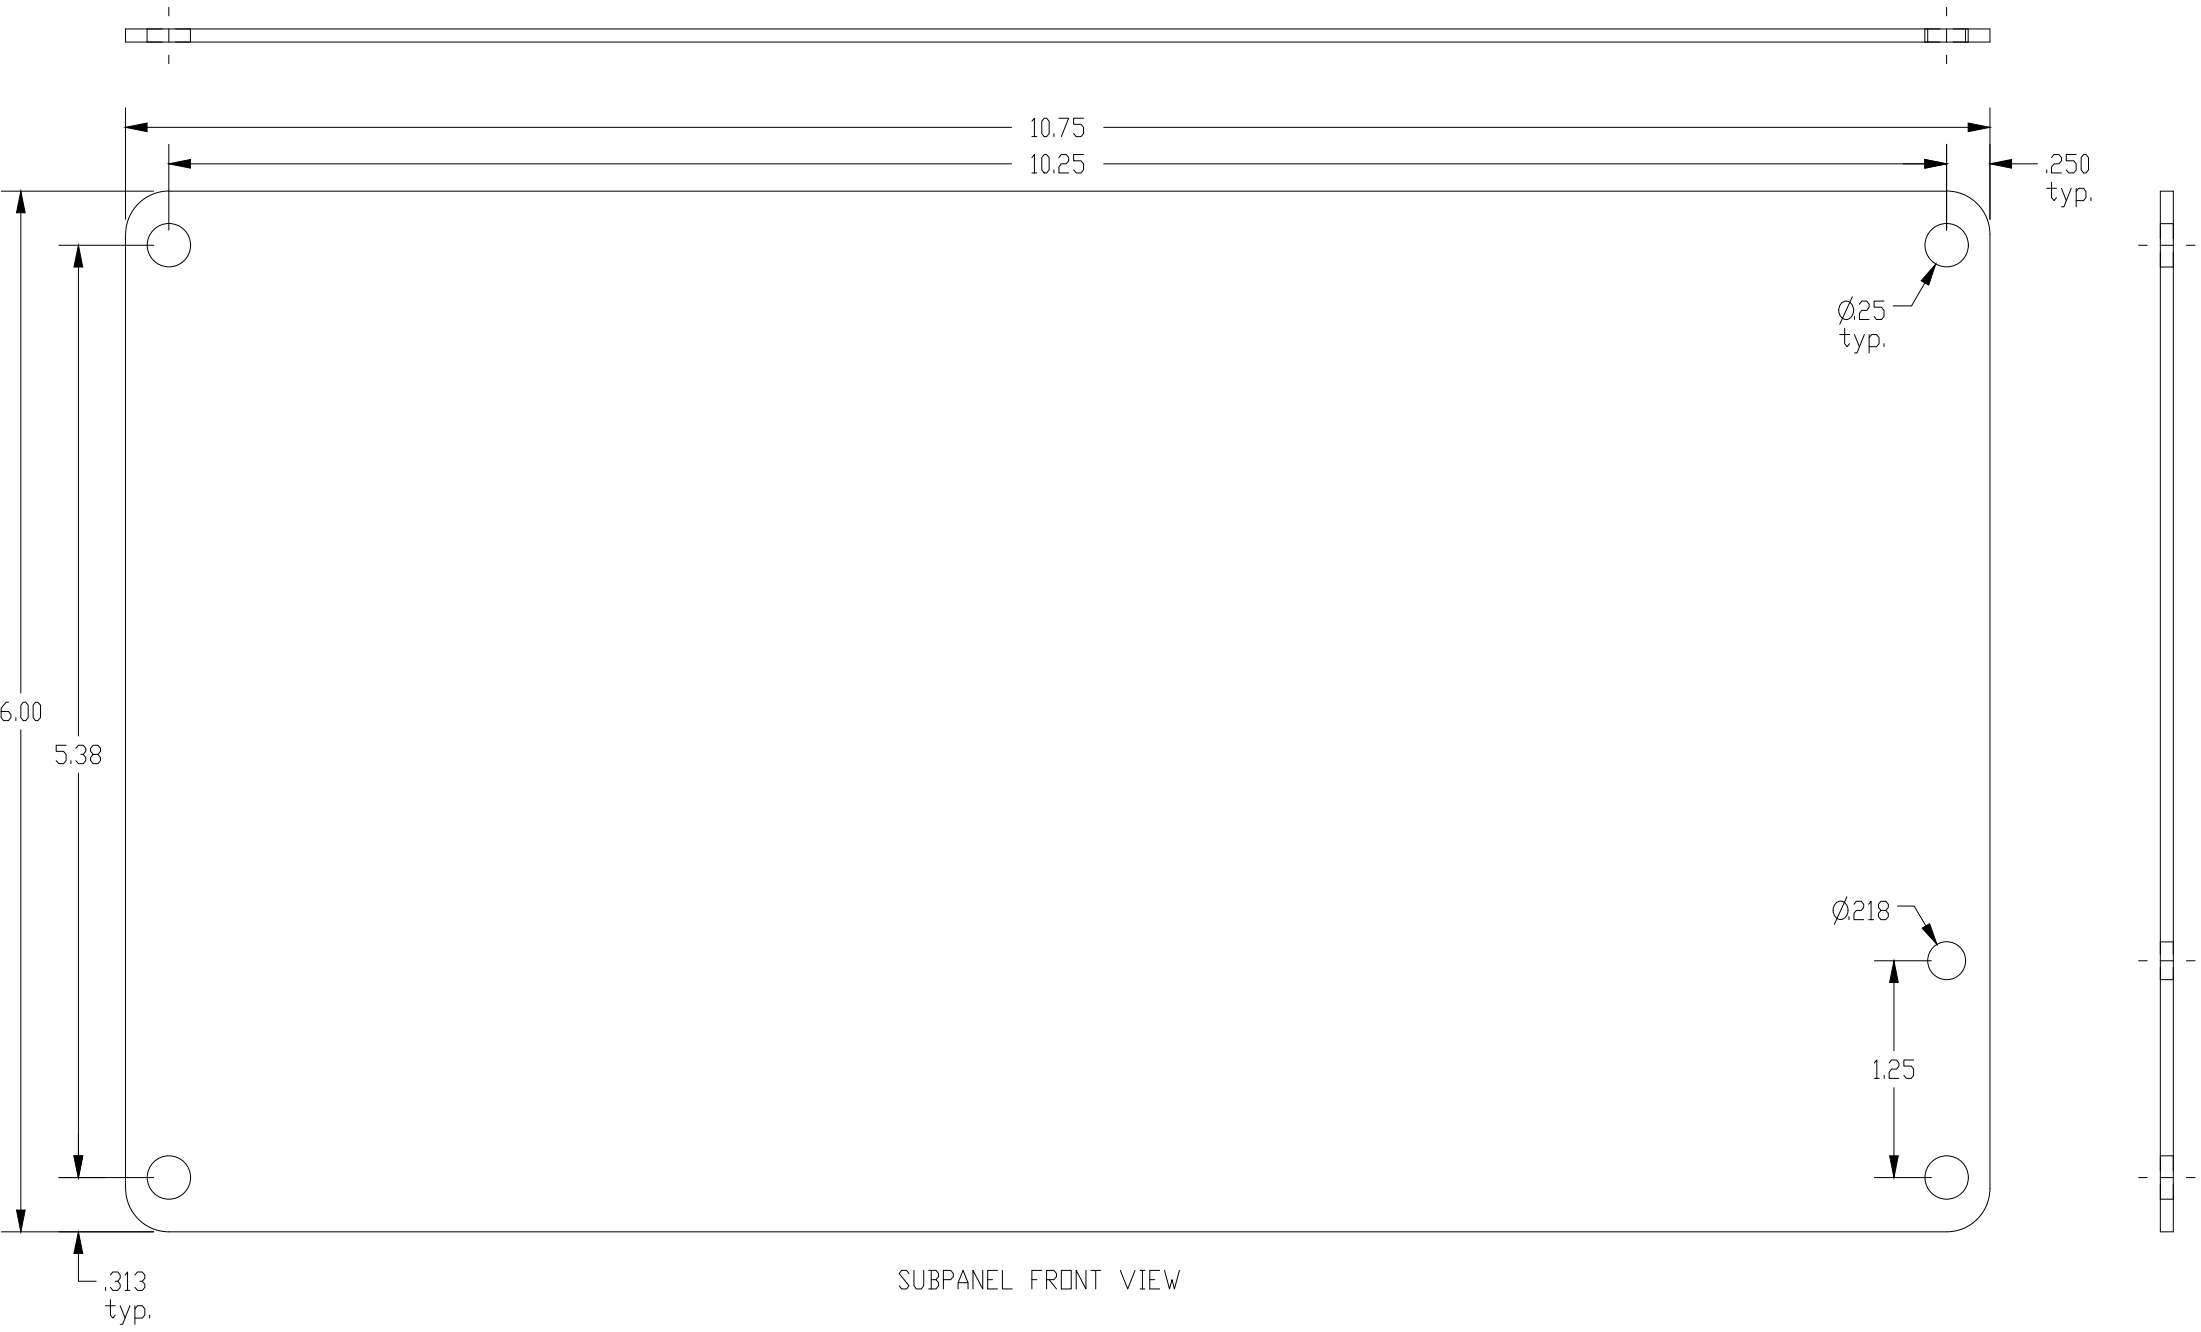 10.75
10.25
.250
typ.
Ø.25
typ.
6.00
5.38
Ø.218
1.25
.313
typ.
SUBPANEL FRONT VIEW